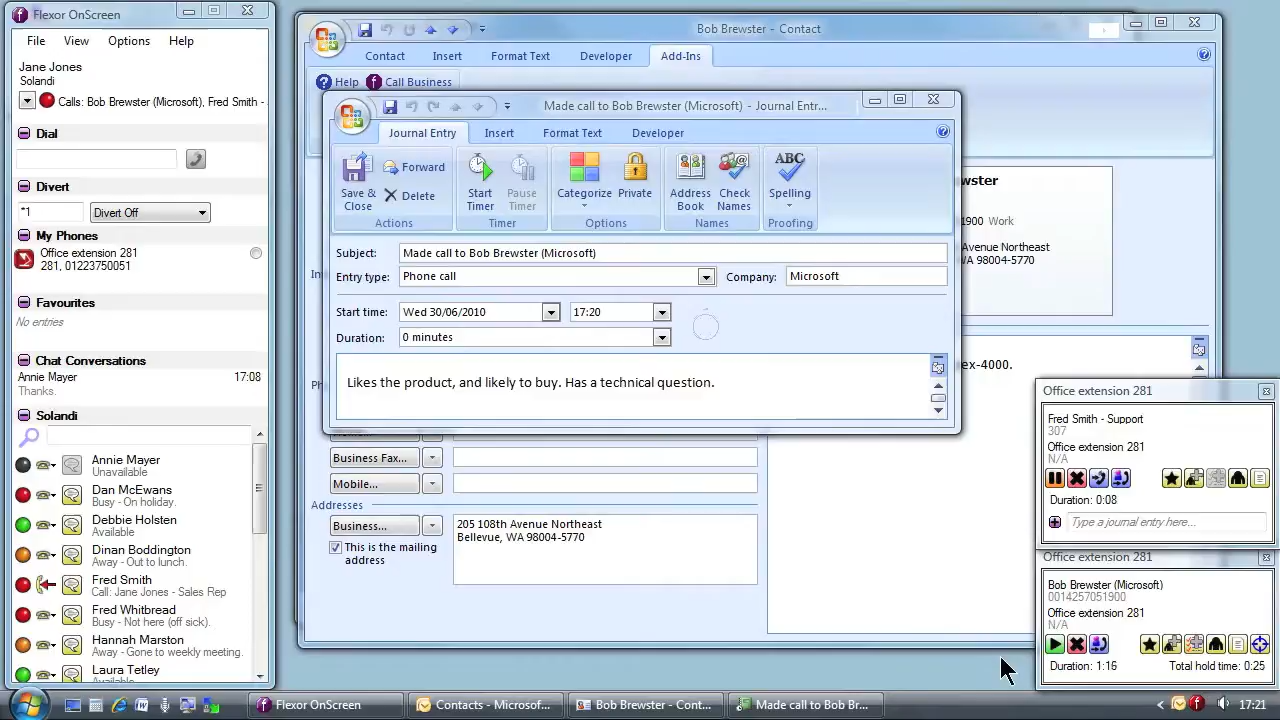 Flexor OnScreen
File View Options Help
Jane Jones
Solandi
Calls: Bob Brewster (Microsoft), Fred Smith -
Dial
Divert
*1 Divert Off
My Phones
Office extension 281
281, 01223750051
Favourites
No entries
Chat Conversations
Annie Mayer 17:08
Thanks.
Solandi
Annie Mayer
Unavailable
Dan McEwans
Busy - On holiday.
Debbie Holsten
Available
Dinan Boddington
Away - Out to lunch.
Fred Smith
Call: Jane Jones - Sales Rep
Fred Whitbread
Busy - Not here (off sick).
Hannah Marston
Away - Gone to weekly meeting.
Laura Tetley
Bob Brewster - Contact
Contact Insert Format Text Developer Add-Ins
Help Call Business
Made call to Bob Brewster (Microsoft) - Journal Entr...
Journal Entry Insert Format Text Developer
Save & Close
Forward
Delete
Actions
Start Timer
Pause Timer
Timer
Categorize
Private
Options
Address Book
Check Names
Names
ABC
Spelling
Proofing
Subject: Made call to Bob Brewster (Microsoft)
Entry type: Phone call Company: Microsoft
Start time: Wed 30/06/2010 17:20
Duration: 0 minutes
Likes the product, and likely to buy. Has a technical question.
wster
1900 Work
Avenue Northeast
WA 98004-5770
ex-4000.
Business Fax...
Mobile...
Addresses
Business...
This is the mailing
address
205 108th Avenue Northeast
Bellevue, WA 98004-5770
Office extension 281
Fred Smith - Support
307
Office extension 281
N/A
Duration: 0:08
Type a journal entry here...
Office extension 281
Bob Brewster (Microsoft)
0014257051900
Office extension 281
N/A
Duration: 1:16 Total hold time: 0:25
Flexor OnScreen
Contacts - Microsof...
Bob Brewster - Cont...
Made call to Bob Br...
17:21